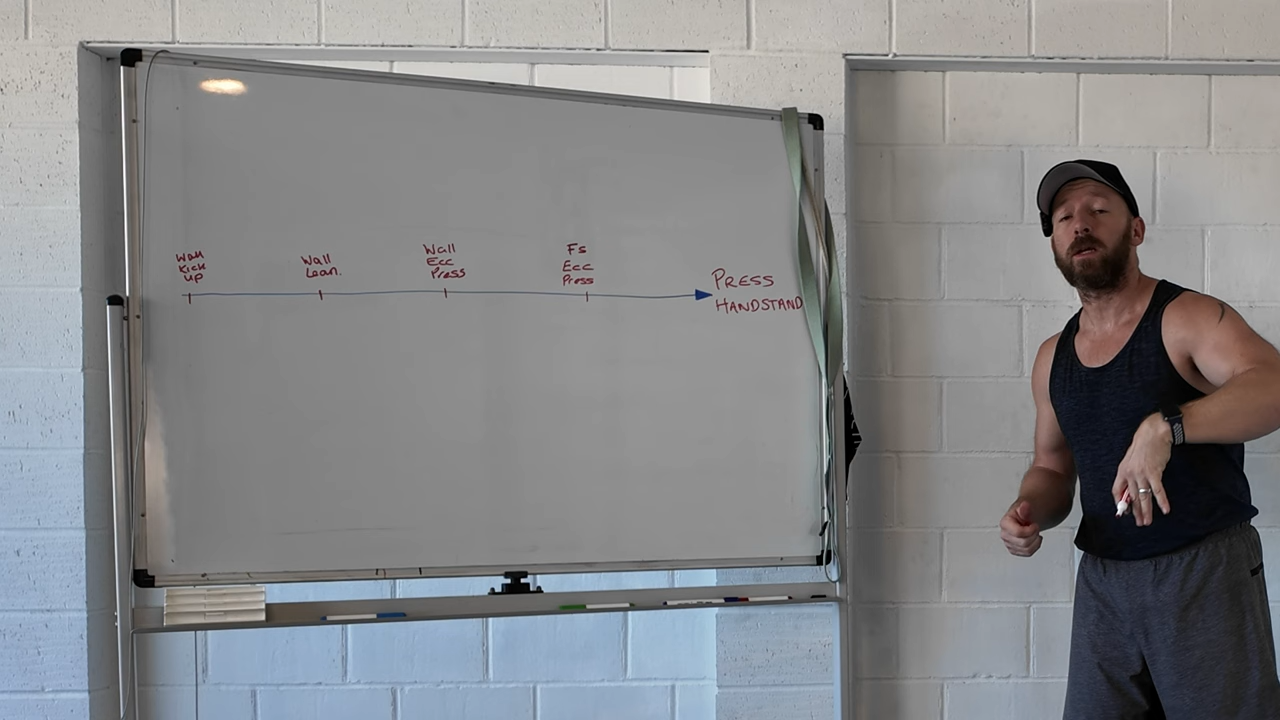 Wall
Kick
up
Wall
Lean.
Wall
Ecc
Press
Fs
Ecc
Press
PRESS
HANDSTAND